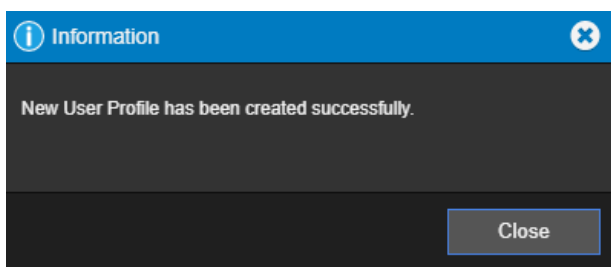 Information
New User Profile has been created successfully.
Close